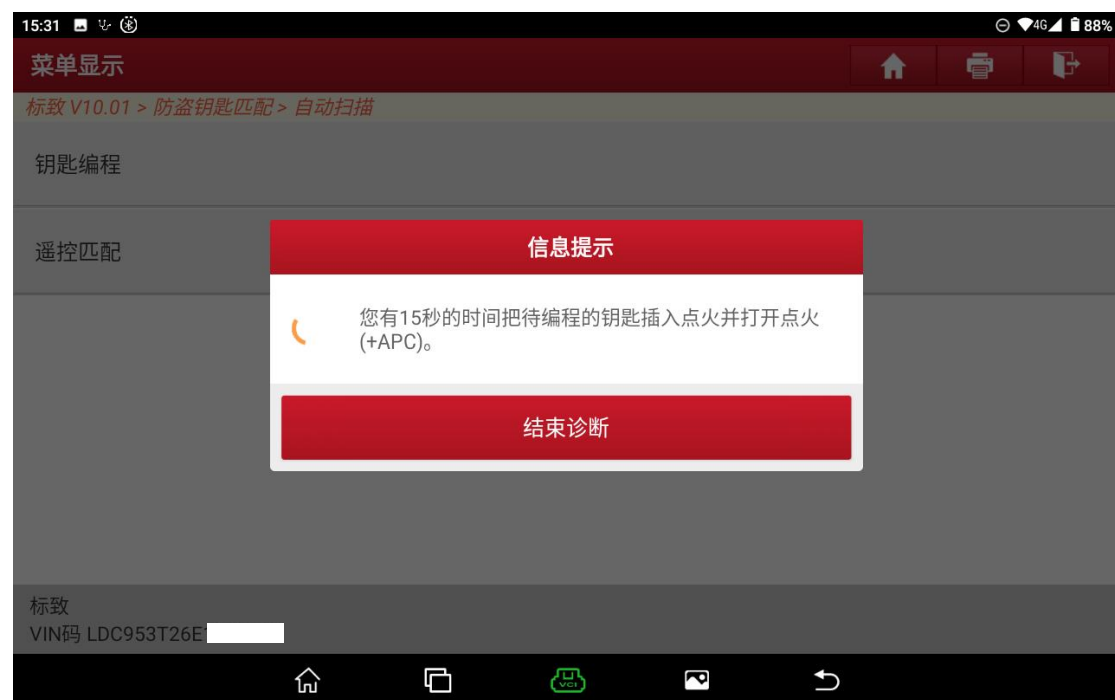 15:31
4G 88%
菜单显示
标致 V10.01 > 防盗钥匙匹配 > 自动扫描
钥匙编程
遥控匹配
信息提示
您有15秒的时间把待编程的钥匙插入点火并打开点火
(+APC)。
结束诊断
标致
VIN码 LDC953T26E
VCI